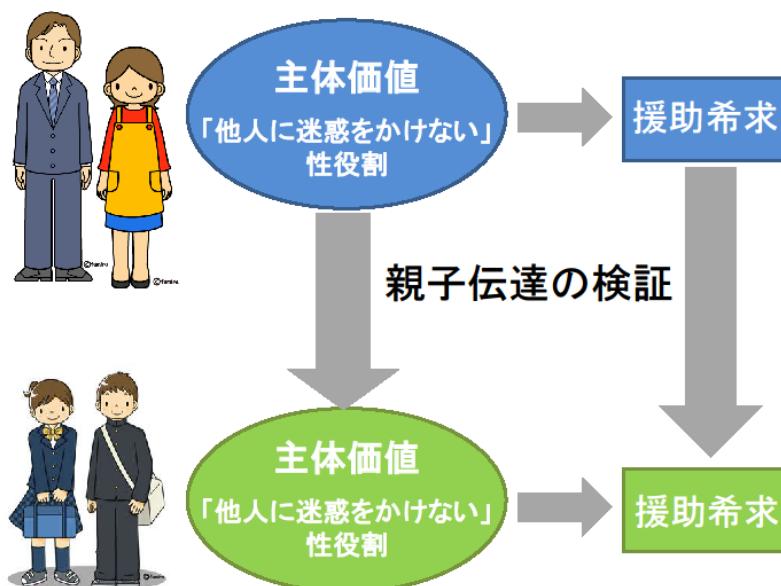 主体価値
「他人に迷惑をかけない」
性役割
援助希求
親子伝達の検証
主体価値
「他人に迷惑をかけない」
性役割
援助希求